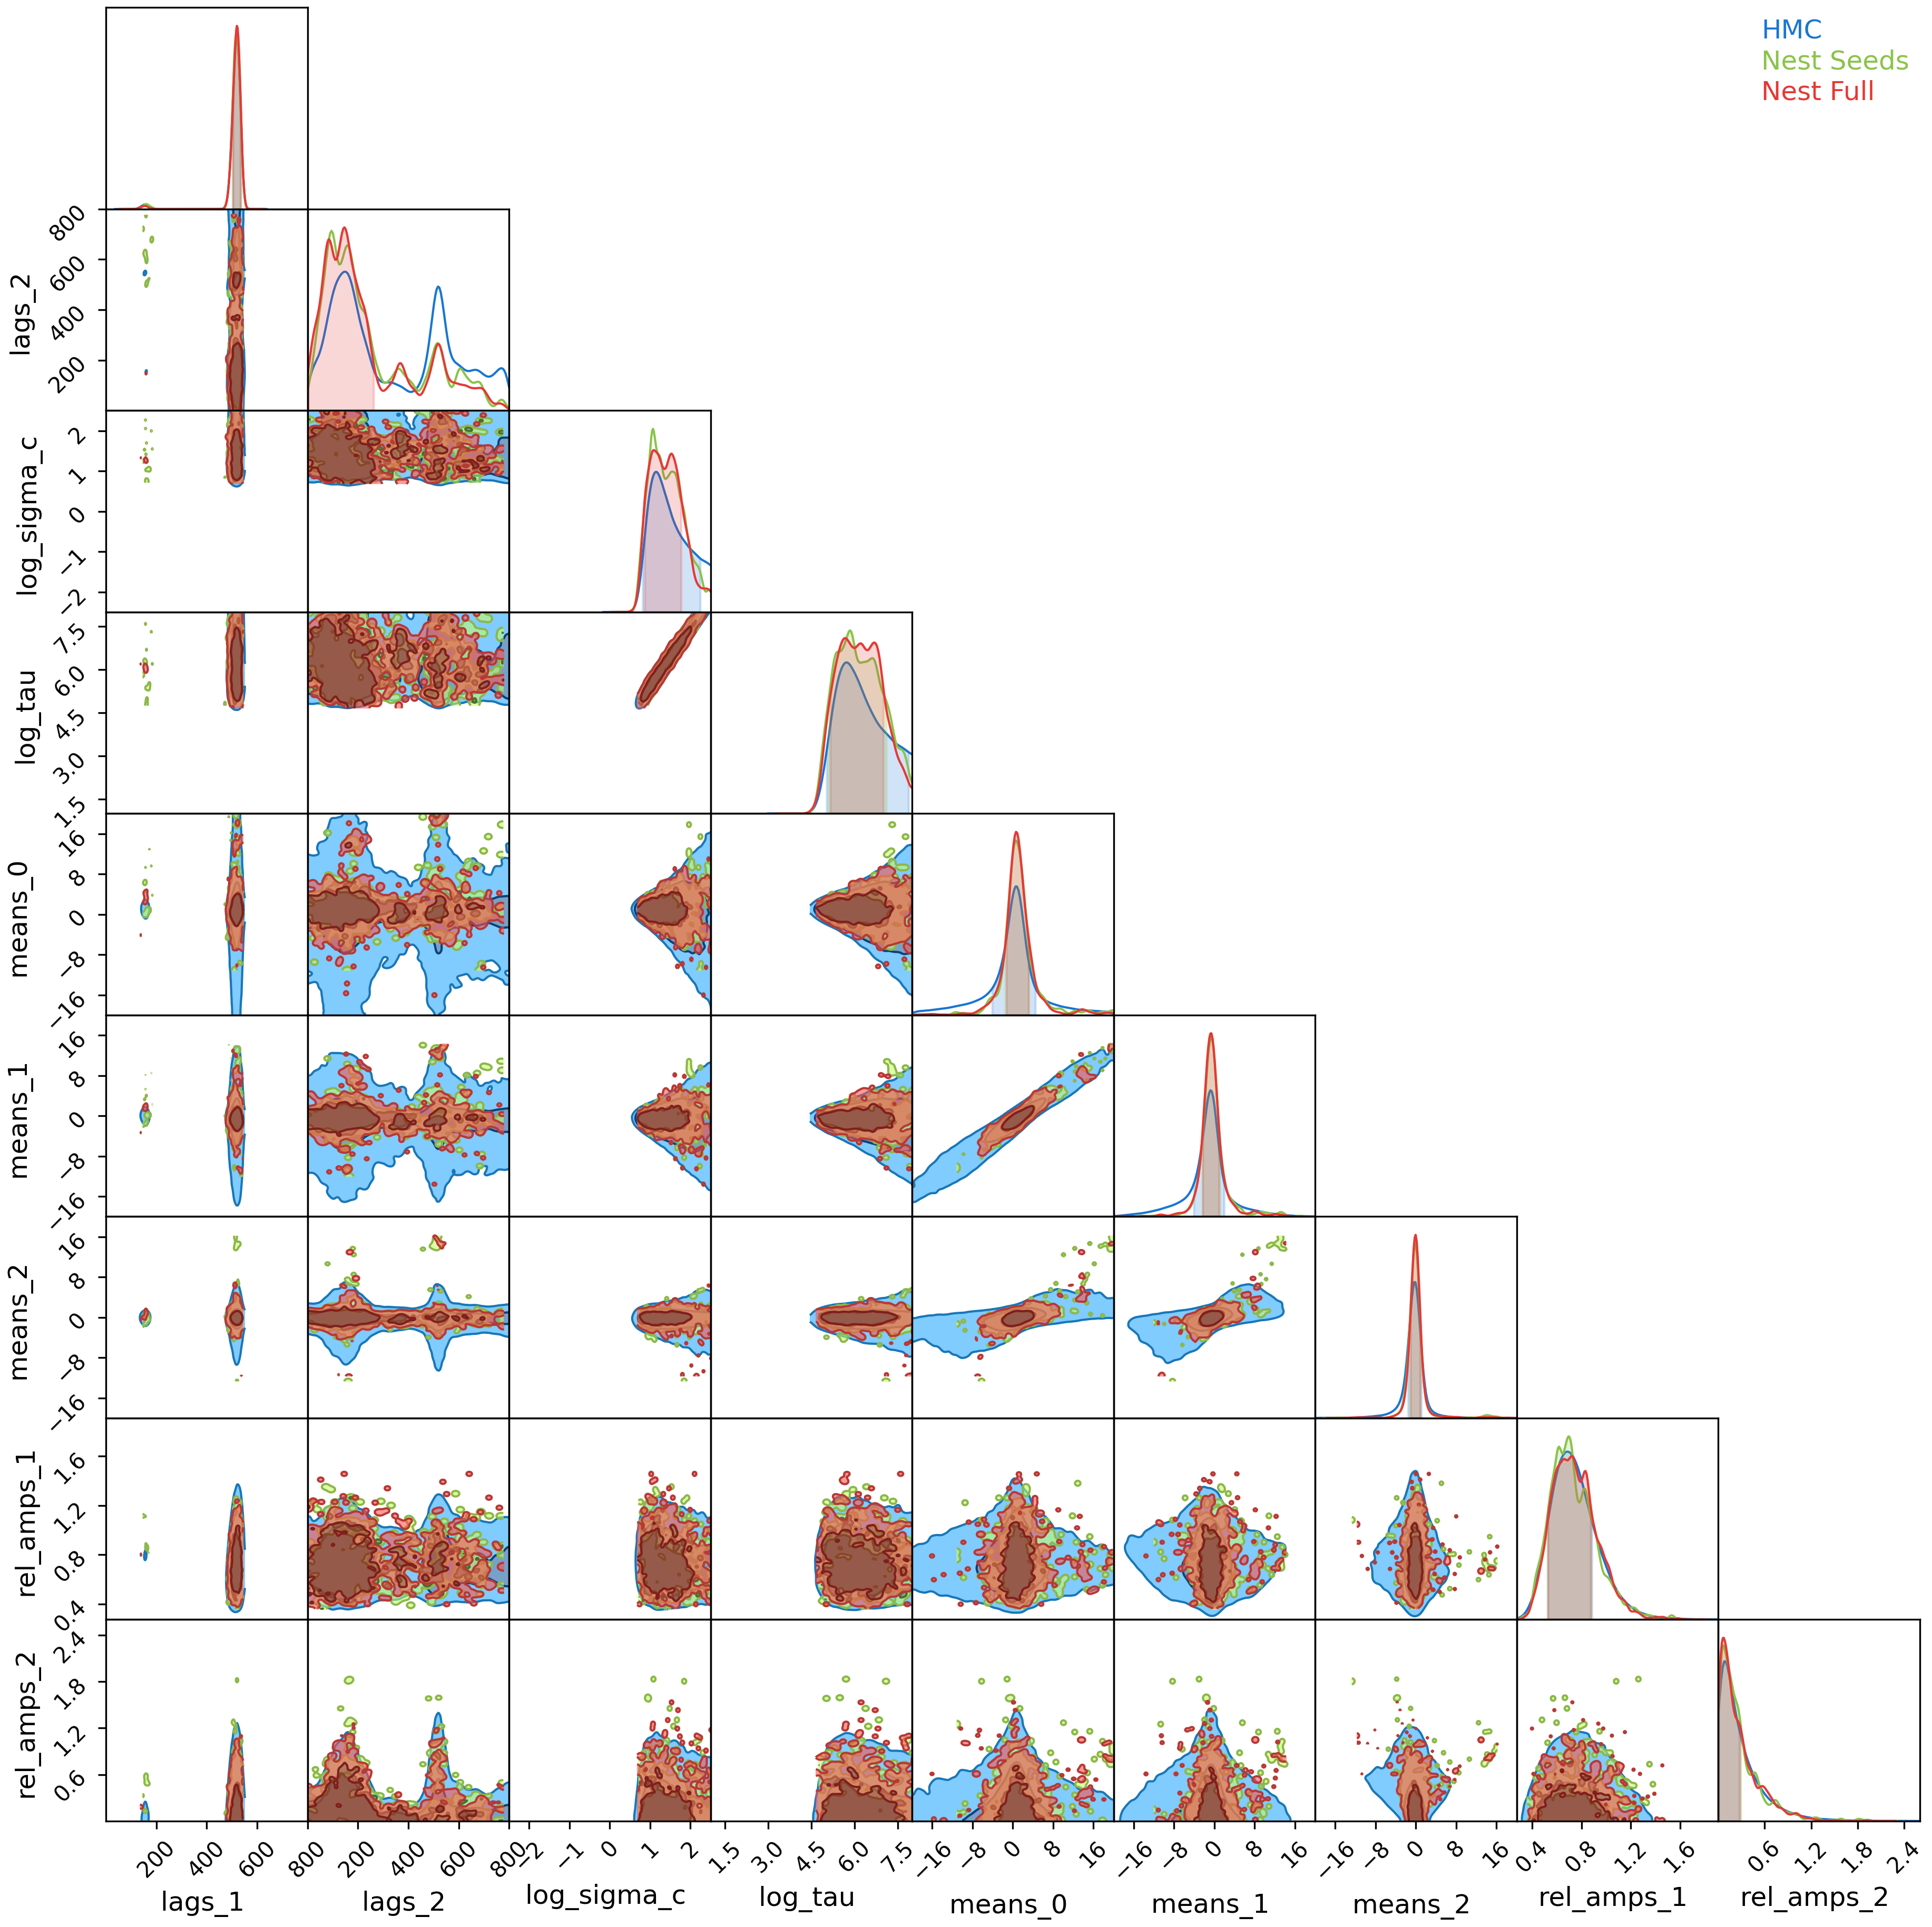 HMC
Nest Seeds
Nest Full
lags_2
800
600
400
200
log_sigma_c
2
1
0
−1
−2
log_tau
7.5
6.0
4.5
3.0
1.5
means_0
16
8
0
−8
−16
means_1
16
8
0
−8
−16
means_2
16
8
0
−8
−16
rel_amps_1
1.6
1.2
0.8
0.4
rel_amps_2
2.4
1.8
1.2
0.6
200 400 600 800 200 400 600 800 −2 −1 0 1 2 1.5 3.0 4.5 6.0 7.5 −16 −8 0 8 16 −16 −8 0 8 16 −16 −8 0 8 16 0.4 0.8 1.2 1.6 0.6 1.2 1.8 2.4
lags_1 lags_2 log_sigma_c log_tau means_0 means_1 means_2 rel_amps_1 rel_amps_2